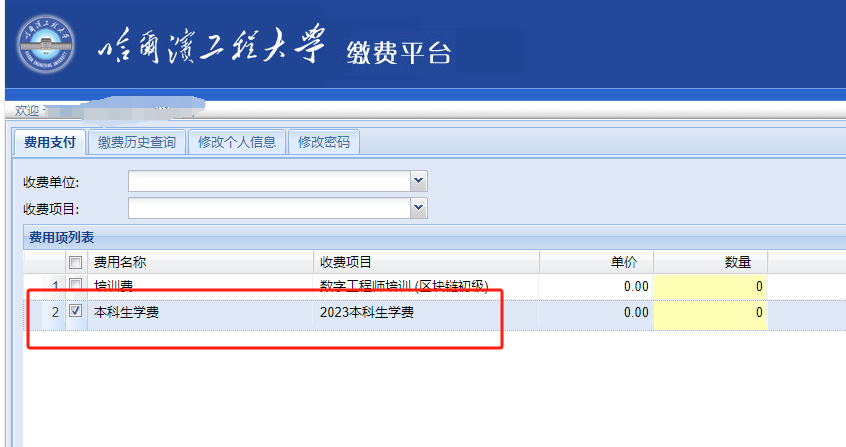 哈尔滨工程大学 缴费平台
欢迎
费用支付 缴费历史查询 修改个人信息 修改密码
收费单位:
收费项目:
费用项列表
费用名称 收费项目 单价 数量
1 培训费 数字工程师培训(区块链初级) 0.00 0
2 本科生学费 2023本科生学费 0.00 0